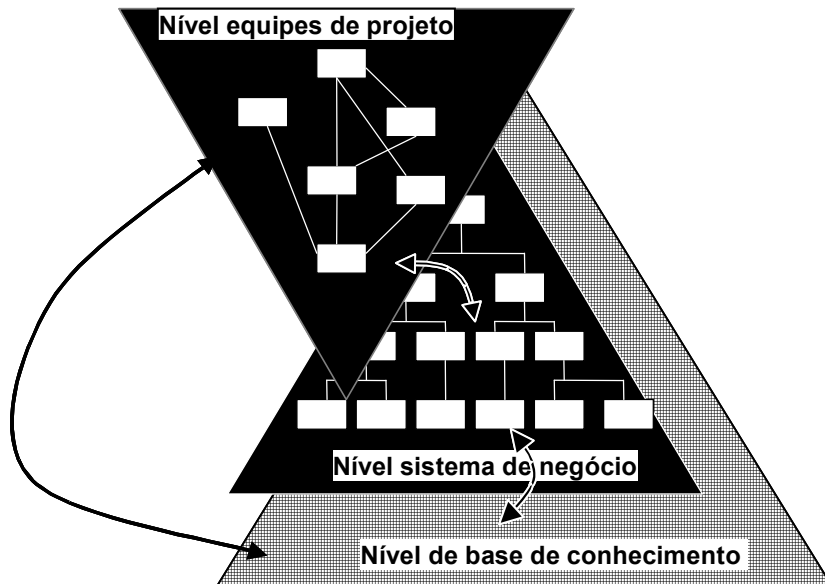 Nível equipes de projeto
Nível sistema de negócio
Nível de base de conhecimento